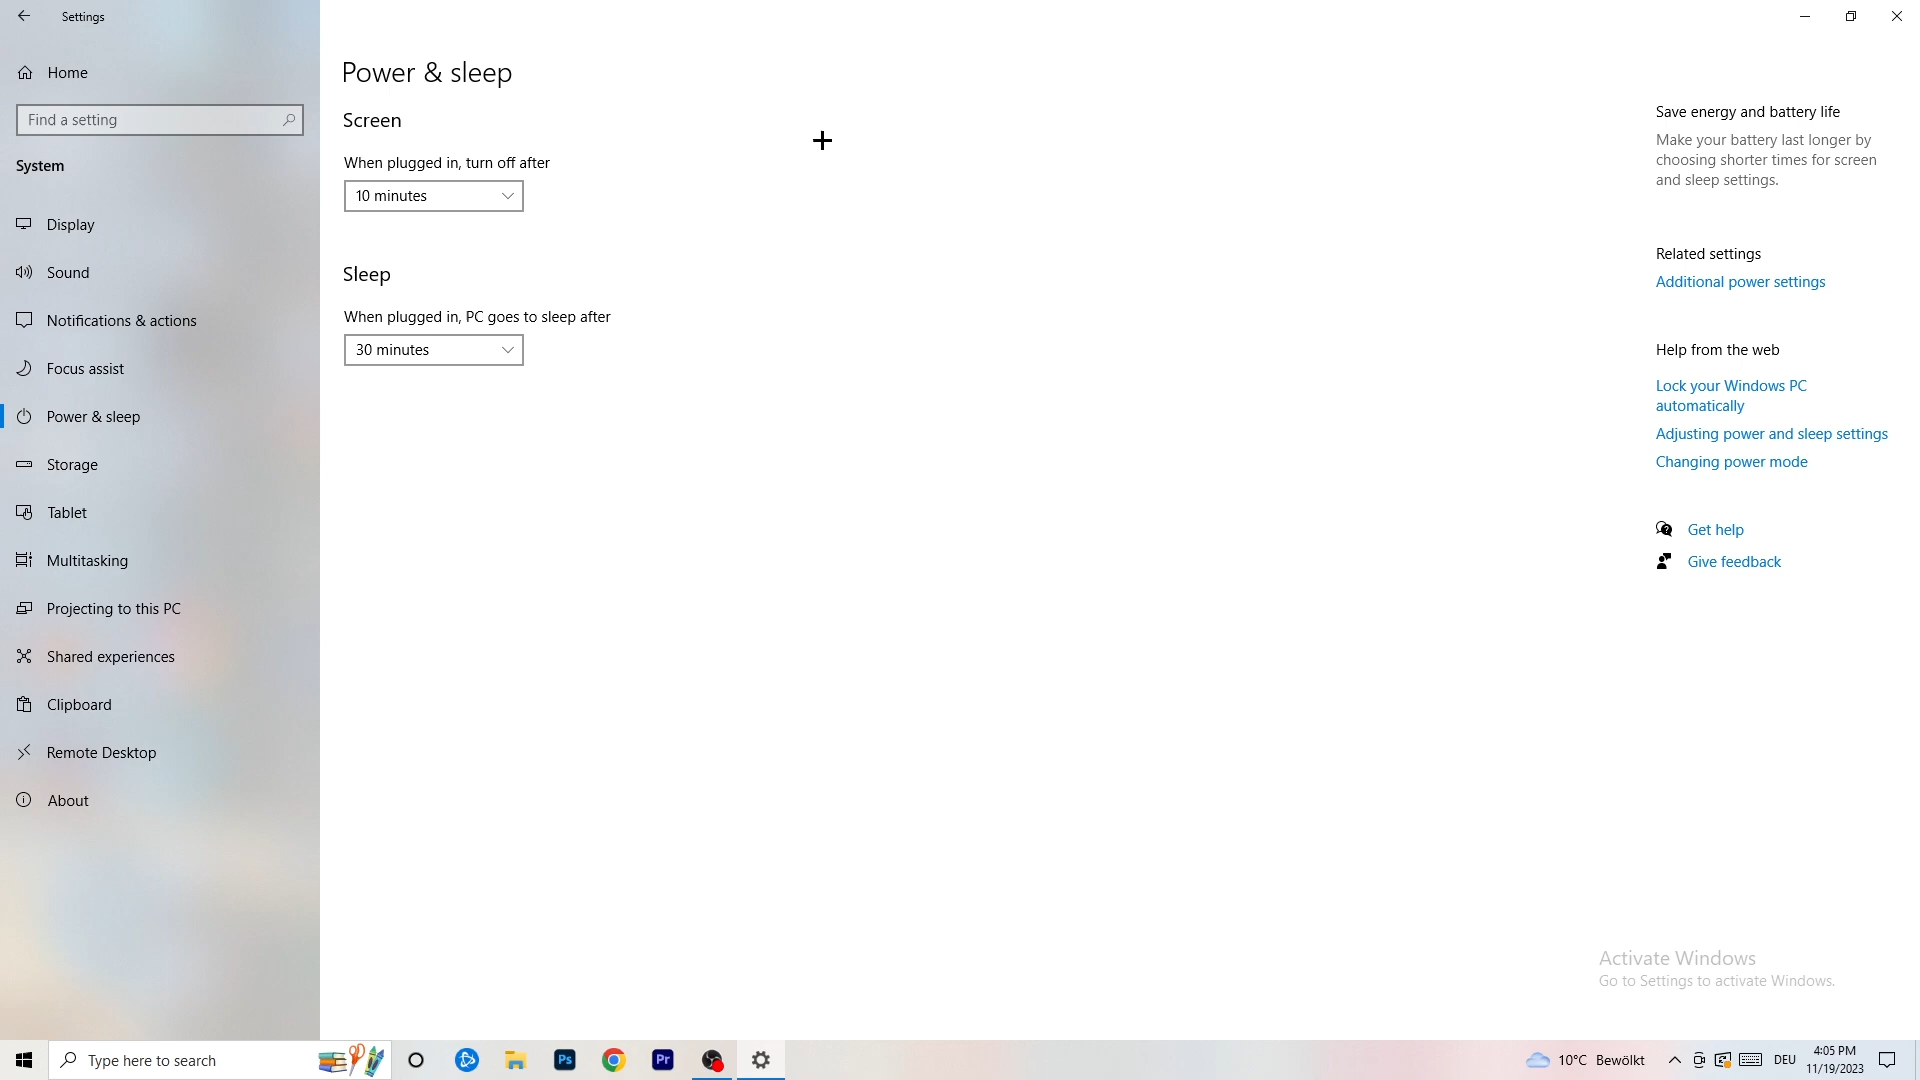 Settings
Home
Find a setting
System
Display
Sound
Notifications & actions
Focus assist
Power & sleep
Storage
Tablet
Multitasking
Projecting to this PC
Shared experiences
Clipboard
Remote Desktop
About
Power & sleep
Screen
When plugged in, turn off after
10 minutes
Sleep
When plugged in, PC goes to sleep after
30 minutes
Save energy and battery life
Make your battery last longer by
choosing shorter times for screen
and sleep settings.
Related settings
Additional power settings
Help from the web
Lock your Windows PC
automatically
Adjusting power and sleep settings
Changing power mode
Get help
Give feedback
Activate Windows
Go to Settings to activate Windows.
Type here to search
Ps
Pr
10°C Bewölkt
DEU
4:05 PM
11/19/2023